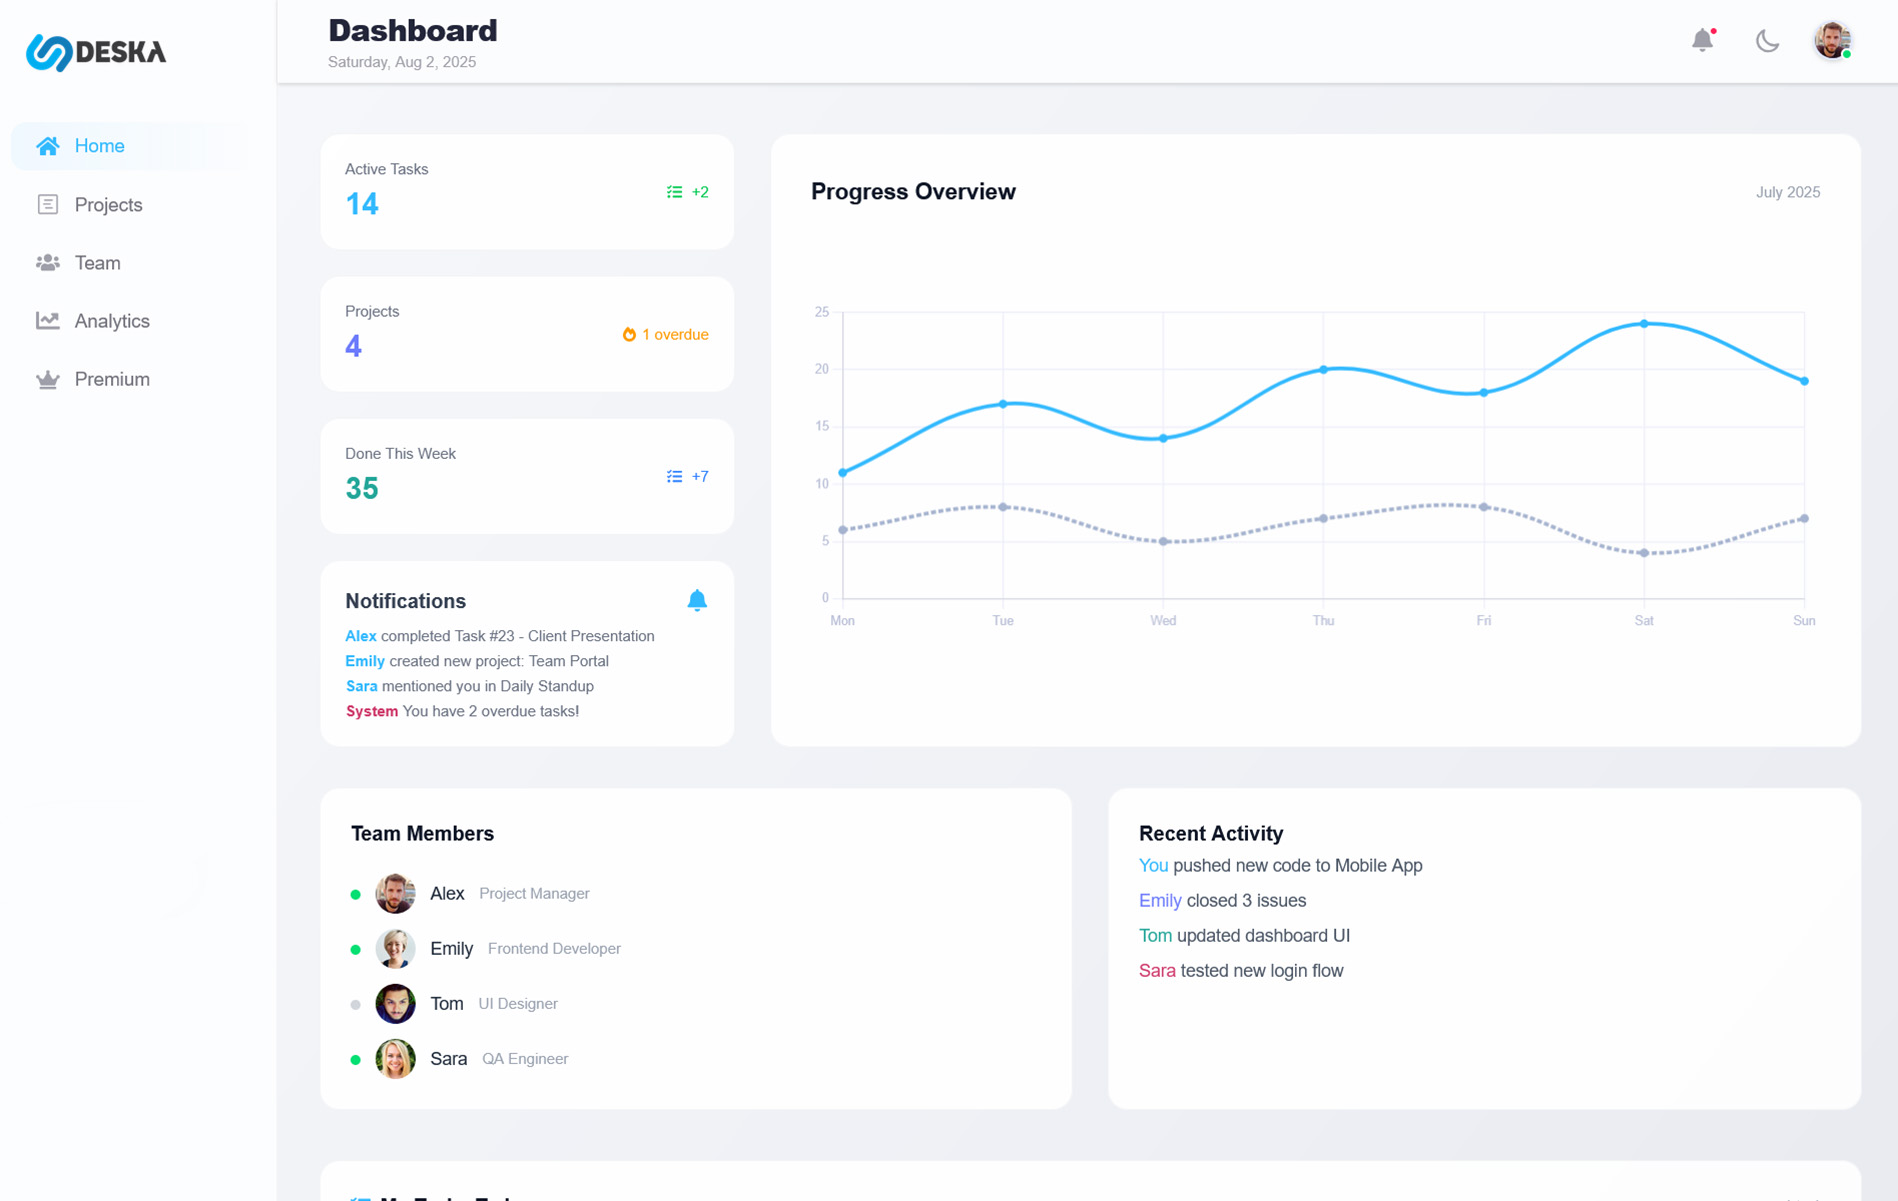 DESKA
Home
Projects
Team
Analytics
Premium
Dashboard
Saturday, Aug 2, 2025
Active Tasks
14
+2
Projects
4
1 overdue
Done This Week
35
+7
Notifications
Alex completed Task #23 - Client Presentation
Emily created new project: Team Portal
Sara mentioned you in Daily Standup
System You have 2 overdue tasks!
Progress Overview
July 2025
25
20
15
10
5
0
Mon Tue Wed Thu Fri Sat Sun
Team Members
Alex Project Manager
Emily Frontend Developer
Tom UI Designer
Sara QA Engineer
Recent Activity
You pushed new code to Mobile App
Emily closed 3 issues
Tom updated dashboard UI
Sara tested new login flow